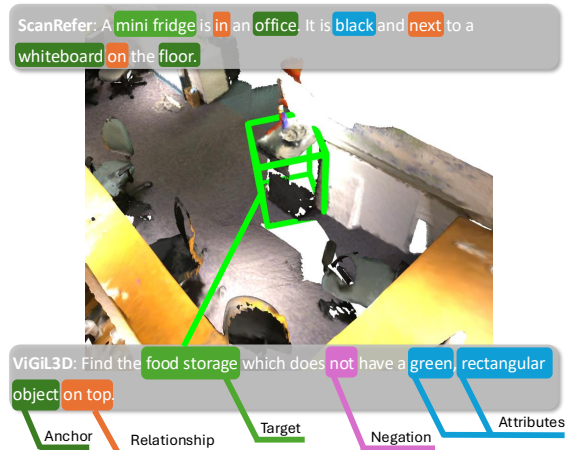 ScanRefer: A mini fridge is in an office. It is black and next to a
whiteboard on the floor.
ViGiL3D: Find the food storage which does not have a green, rectangular
object on top.
Anchor
Relationship
Target
Negation
Attributes